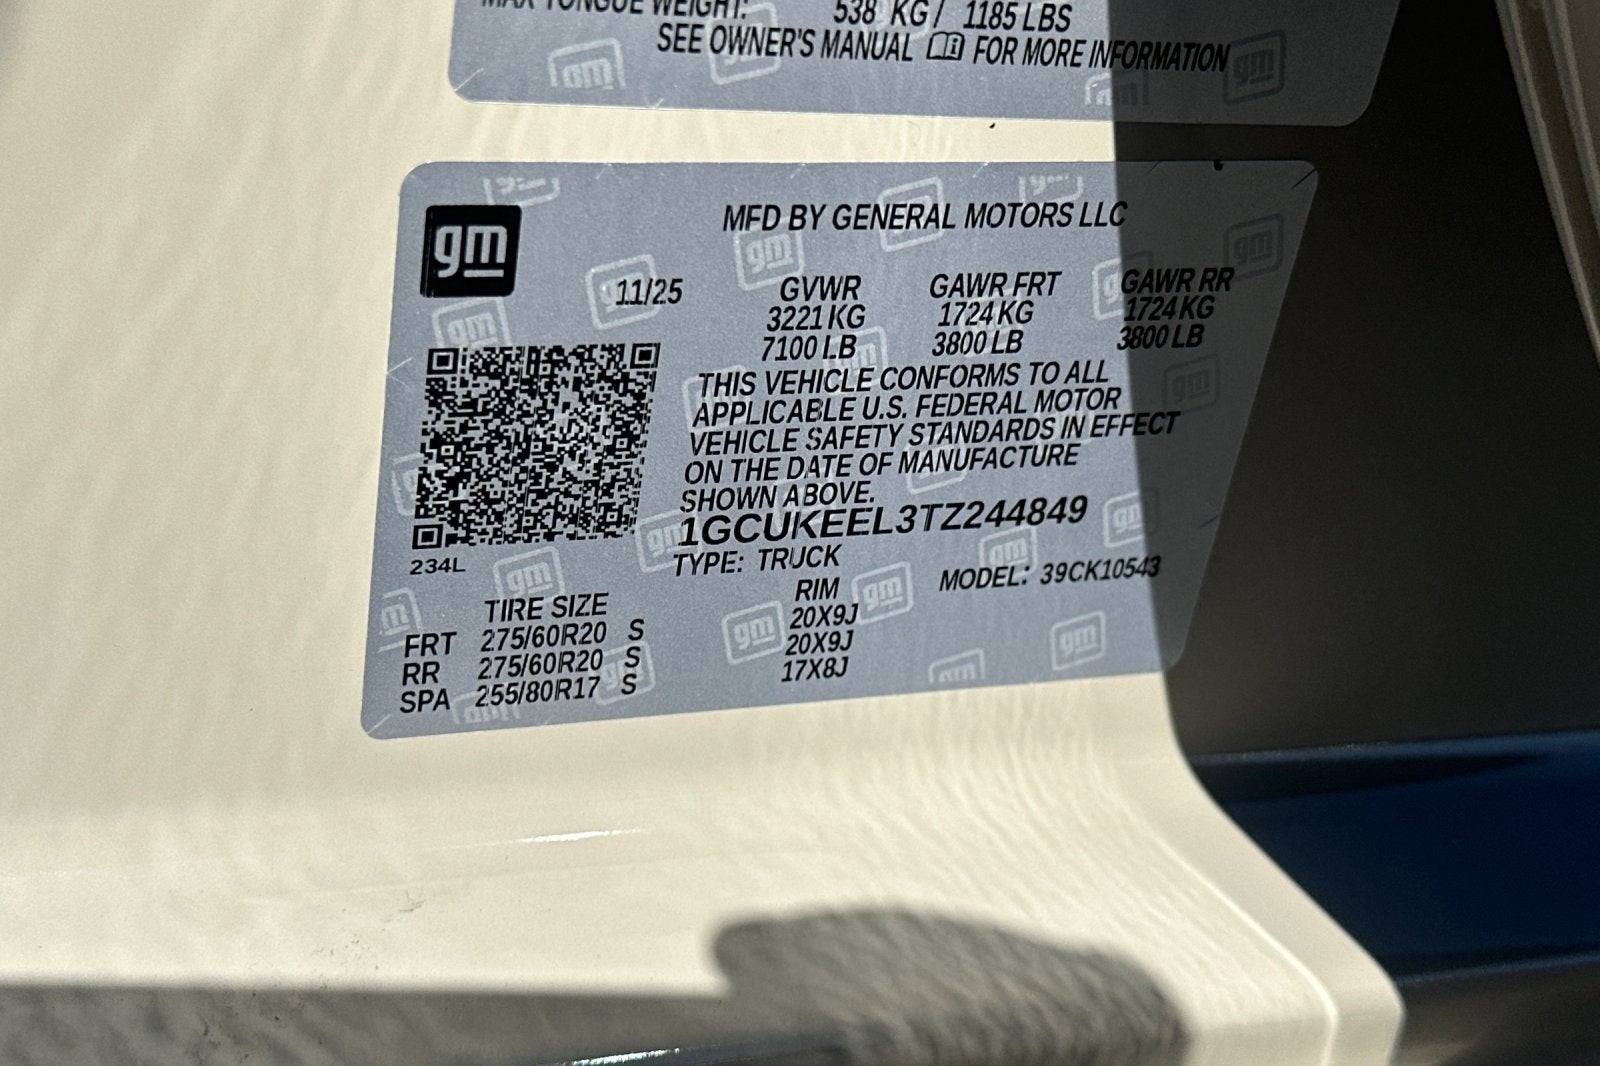 MAX TONGUE WEIGHT: 538 KG / 1185 LBS
SEE OWNER'S MANUAL FOR MORE INFORMATION
gm
MFD BY GENERAL MOTORS LLC
11/25 GVWR GAWR FRT GAWR RR
3221 KG 1724 KG 1724 KG
7100 LB 3800 LB 3800 LB
THIS VEHICLE CONFORMS TO ALL
APPLICABLE U.S. FEDERAL MOTOR
VEHICLE SAFETY STANDARDS IN EFFECT
ON THE DATE OF MANUFACTURE
SHOWN ABOVE.
1GCUKEEL3TZ244849
234L
TYPE: TRUCK MODEL: 39CK10543
TIRE SIZE RIM
FRT 275/60R20 S 20X9J
RR 275/60R20 S 20X9J
SPA 255/80R17 S 17X8J